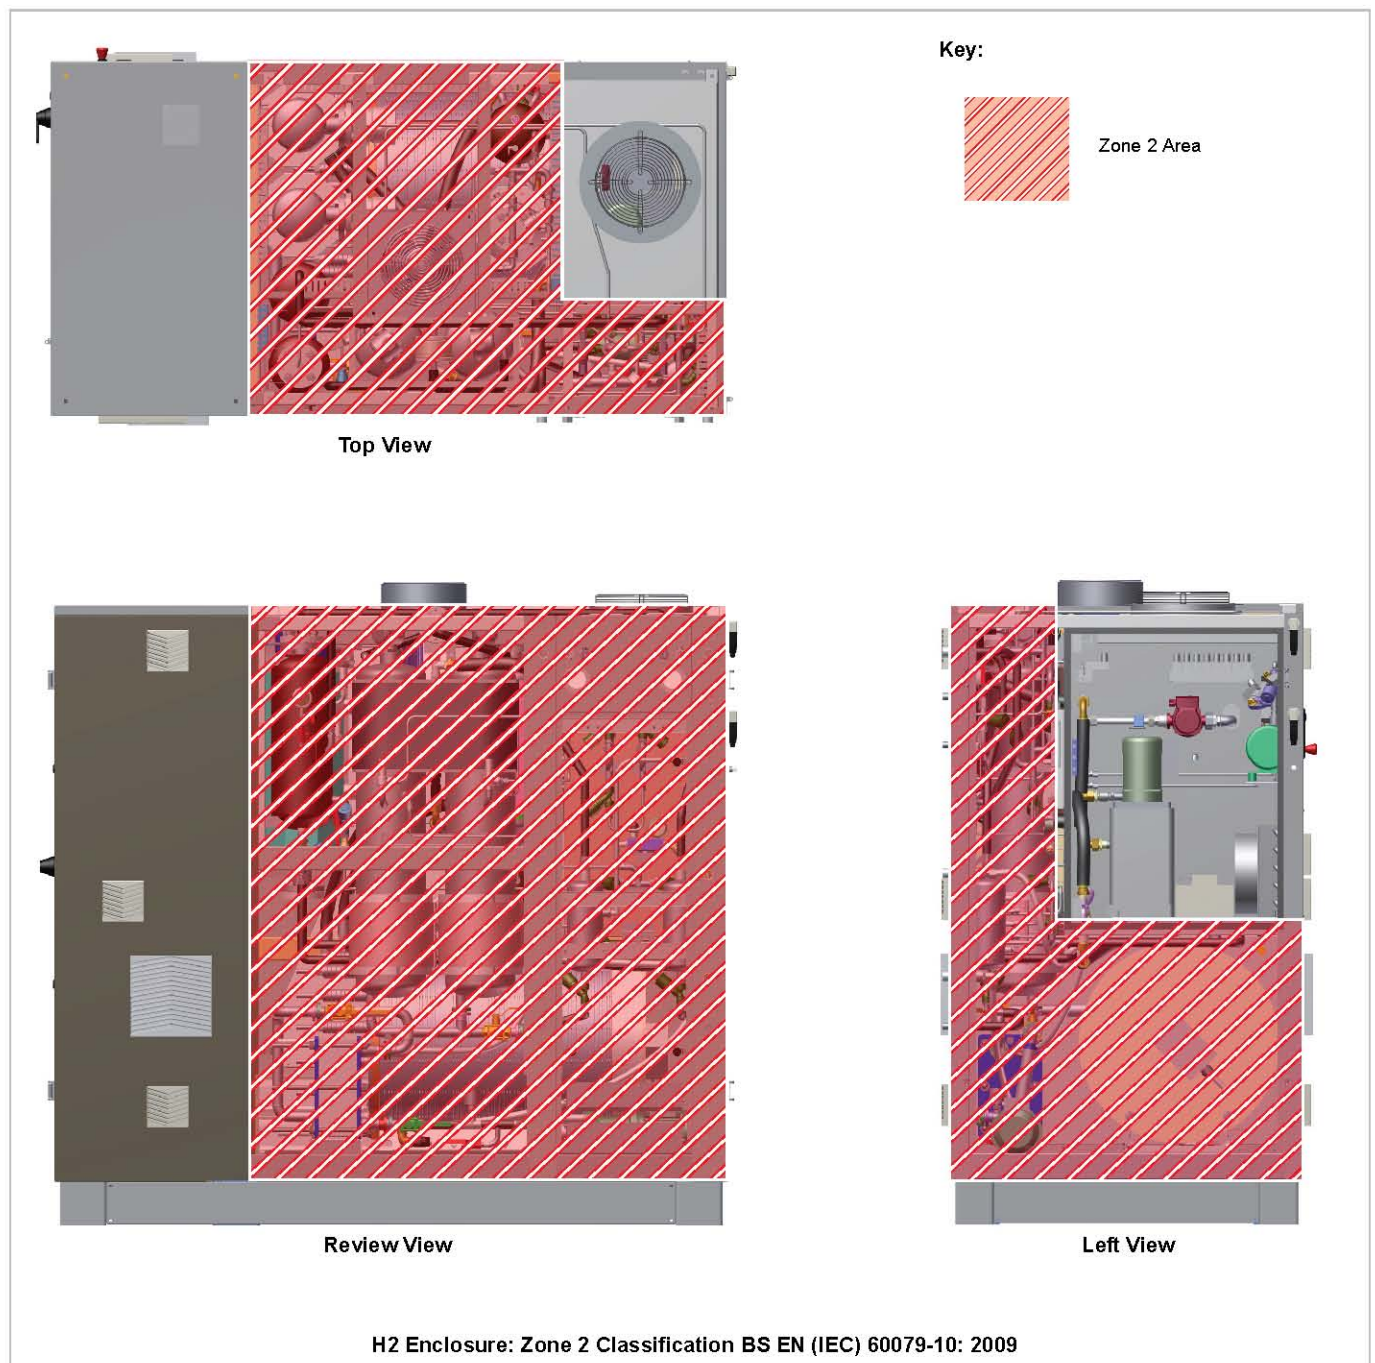 Key:
Zone 2 Area
Top View
Review View
Left View
H2 Enclosure: Zone 2 Classification BS EN (IEC) 60079-10: 2009